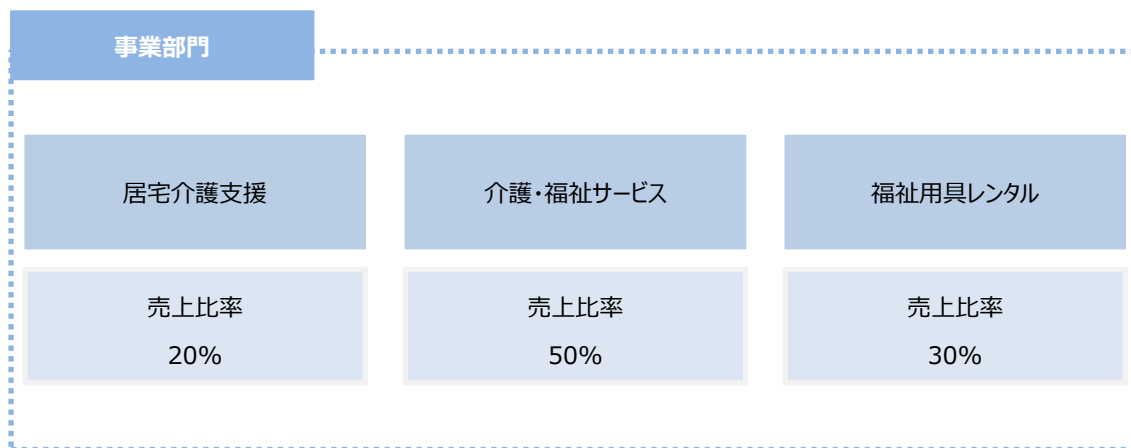 事業部門
居宅介護支援
介護・福祉サービス
福祉用具レンタル
売上比率
20%
売上比率
50%
売上比率
30%